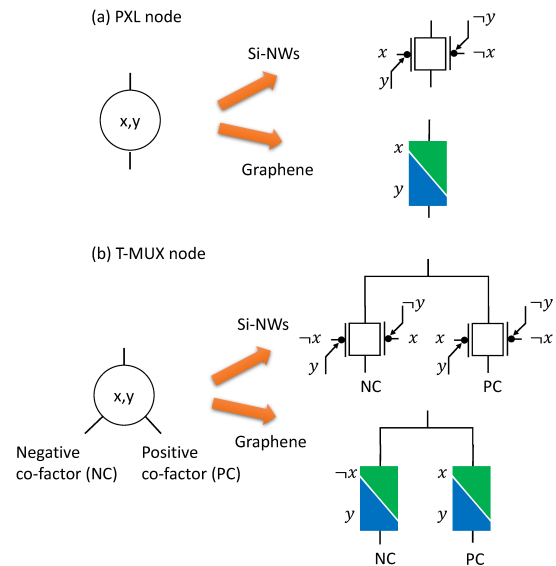 (a) PXL node
Si-NWs
¬y
x
¬x
y
x,y
Graphene
x
y
(b) T-MUX node
Si-NWs
¬y
¬y
¬x
x
x
¬x
y
y
NC
PC
x,y
Graphene
Negative
co-factor (NC)
Positive
co-factor (PC)
¬x
x
y
y
NC
PC